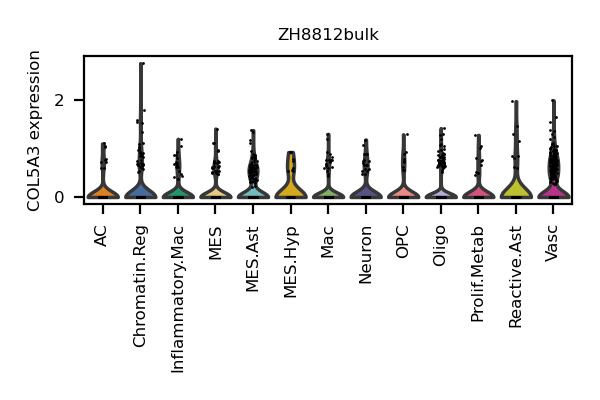 ZH8812bulk
COL5A3 expression
2
0
AC
Chromatin.Reg
Inflammatory.Mac
MES
MES.Ast
MES.Hyp
Mac
Neuron
OPC
Oligo
Prolif.Metab
Reactive.Ast
Vasc